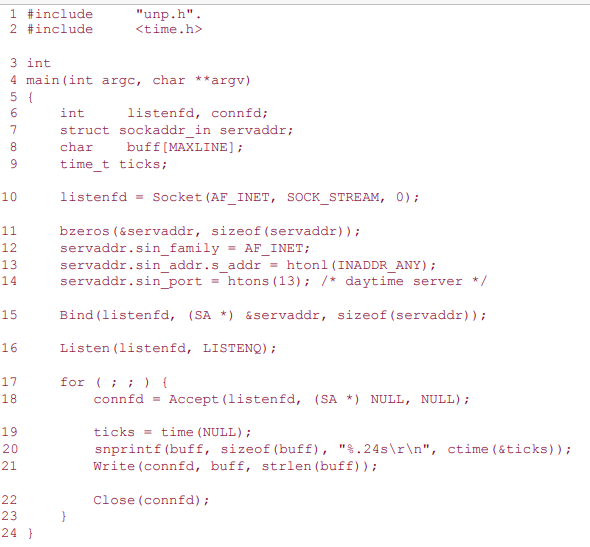 1 #include "unp.h".
2 #include <time.h>
3 int
4 main(int argc, char **argv)
5 {
6 int listenfd, connfd;
7 struct sockaddr_in servaddr;
8 char buff[MAXLINE];
9 time_t ticks;
10 listenfd = Socket(AF_INET, SOCK_STREAM, 0);
11 bzeros(&servaddr, sizeof(servaddr));
12 servaddr.sin_family = AF_INET;
13 servaddr.sin_addr.s_addr = htonl(INADDR_ANY);
14 servaddr.sin_port = htons(13); /* daytime server */
15 Bind(listenfd, (SA *) &servaddr, sizeof(servaddr));
16 Listen(listenfd, LISTENQ);
17 for ( ; ; ) {
18 connfd = Accept(listenfd, (SA *) NULL, NULL);
19 ticks = time(NULL);
20 snprintf(buff, sizeof(buff), "%.24s\r\n", ctime(&ticks));
21 Write(connfd, buff, strlen(buff));
22 Close(connfd);
23 }
24 }